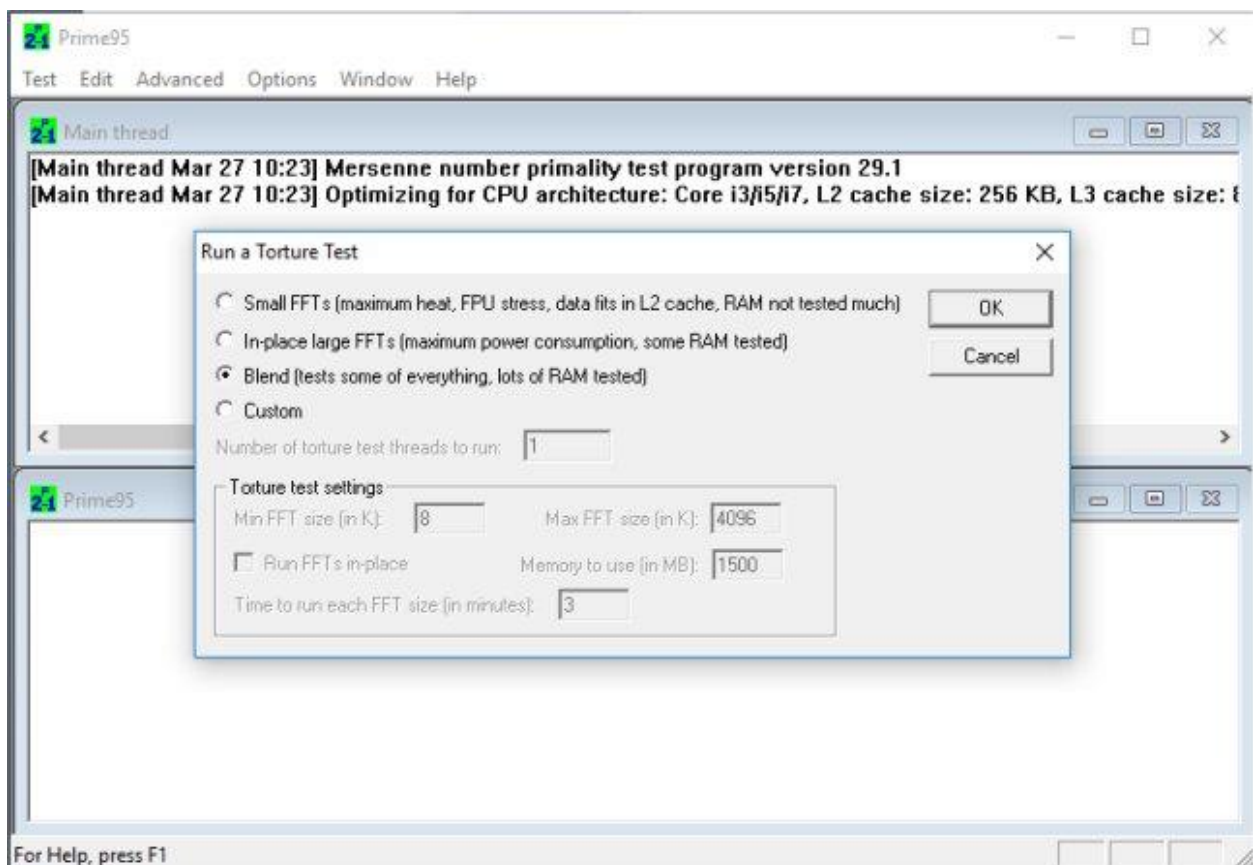 Prime95
Test Edit Advanced Options Window Help
Main thread
[Main thread Mar 27 10:23] Mersenne number primality test program version 29.1
[Main thread Mar 27 10:23] Optimizing for CPU architecture: Core i3/i5/i7, L2 cache size: 256 KB, L3 cache size:
Run a Torture Test
Small FFTs (maximum heat, FPU stress, data fits in L2 cache, RAM not tested much)
OK
In-place large FFTs (maximum power consumption, some RAM tested)
Cancel
Blend (tests some of everything, lots of RAM tested)
Custom
Number of torture test threads to run: 1
Torture test settings
Min FFT size (in K): 8 Max FFT size (in K): 4096
Run FFTs in-place Memory to use (in MB): 1500
Time to run each FFT size (in minutes): 3
Prime95
For Help, press F1